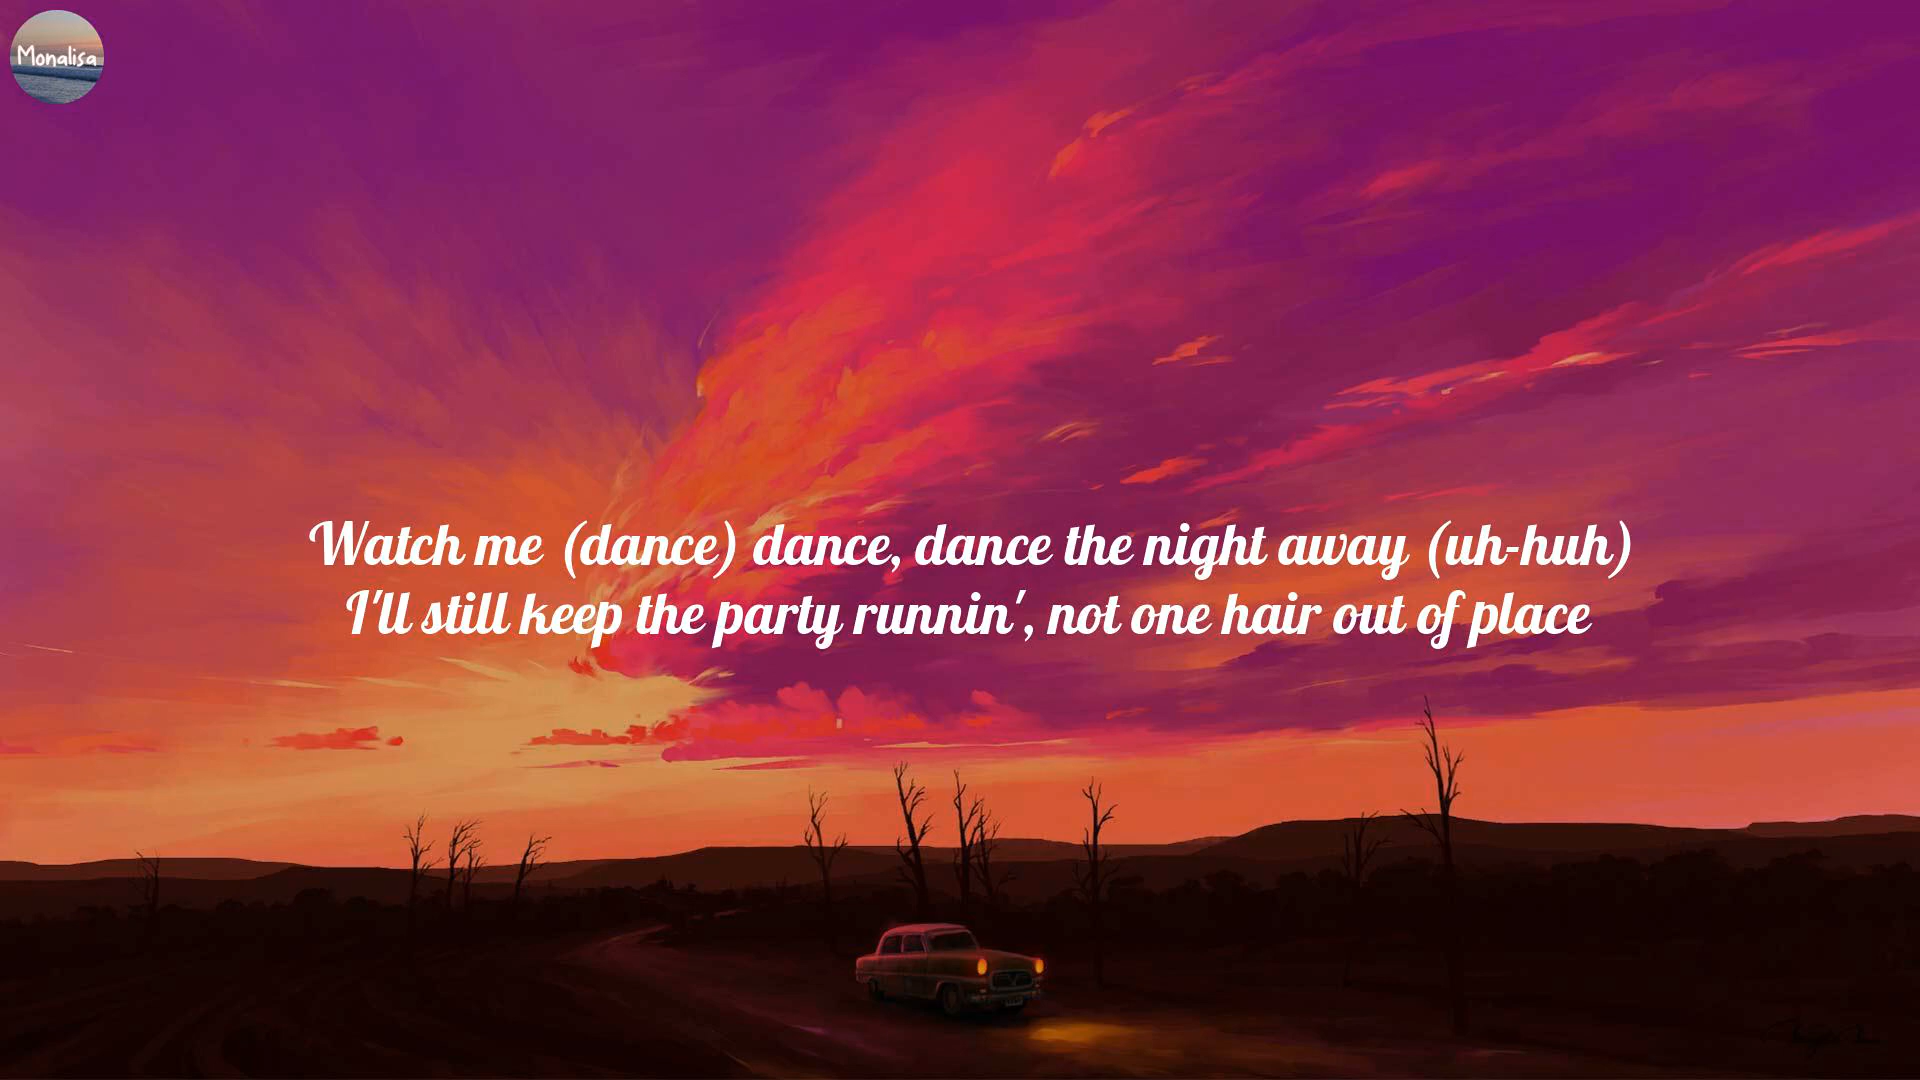 Monalisa
Watch me (dance) dance, dance the night away (uh-huh)
I'll still keep the party runnin', not one hair out of place